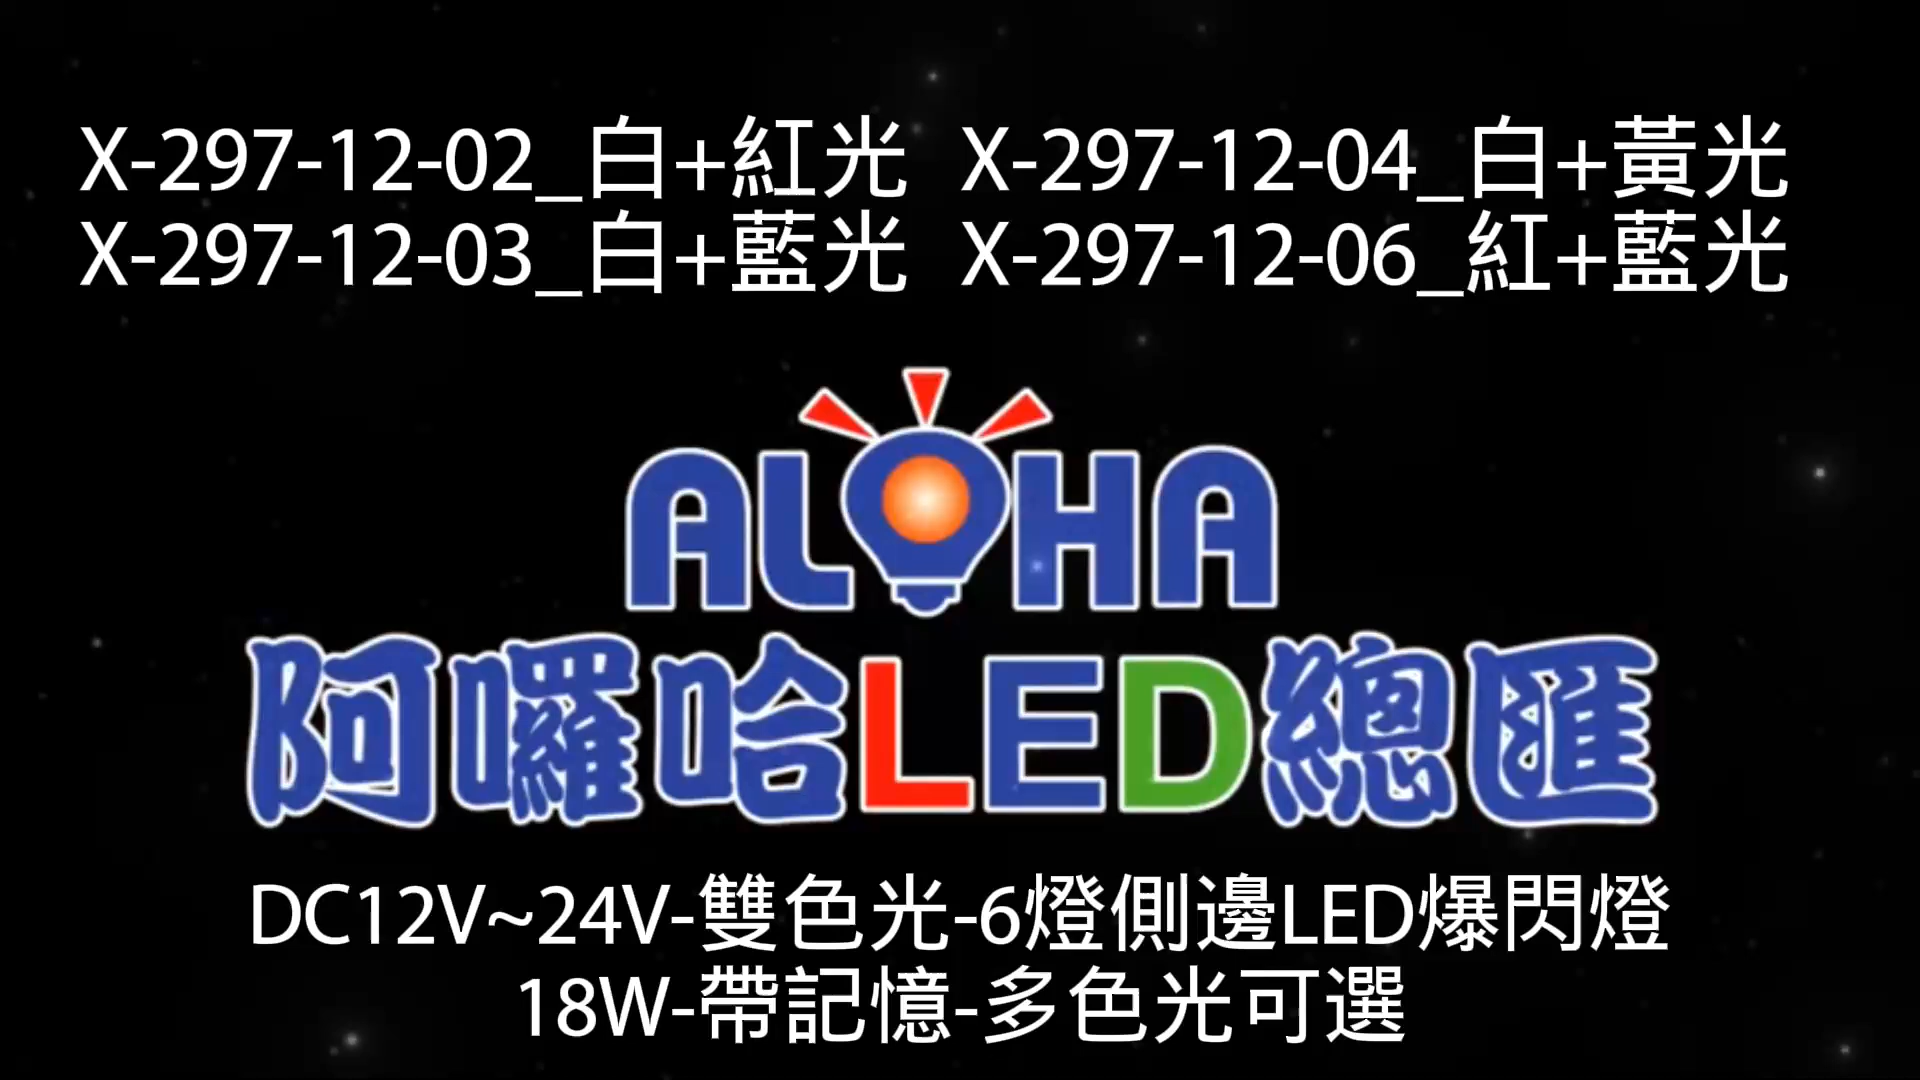 X-297-12-02_白+紅光 X-297-12-04_白+黃光
X-297-12-03_白+藍光 X-297-12-06_紅+藍光
ALOHA
阿囉哈LED總匯
DC12V~24V-雙色光-6燈側邊LED爆閃燈
18W-帶記憶-多色光可選